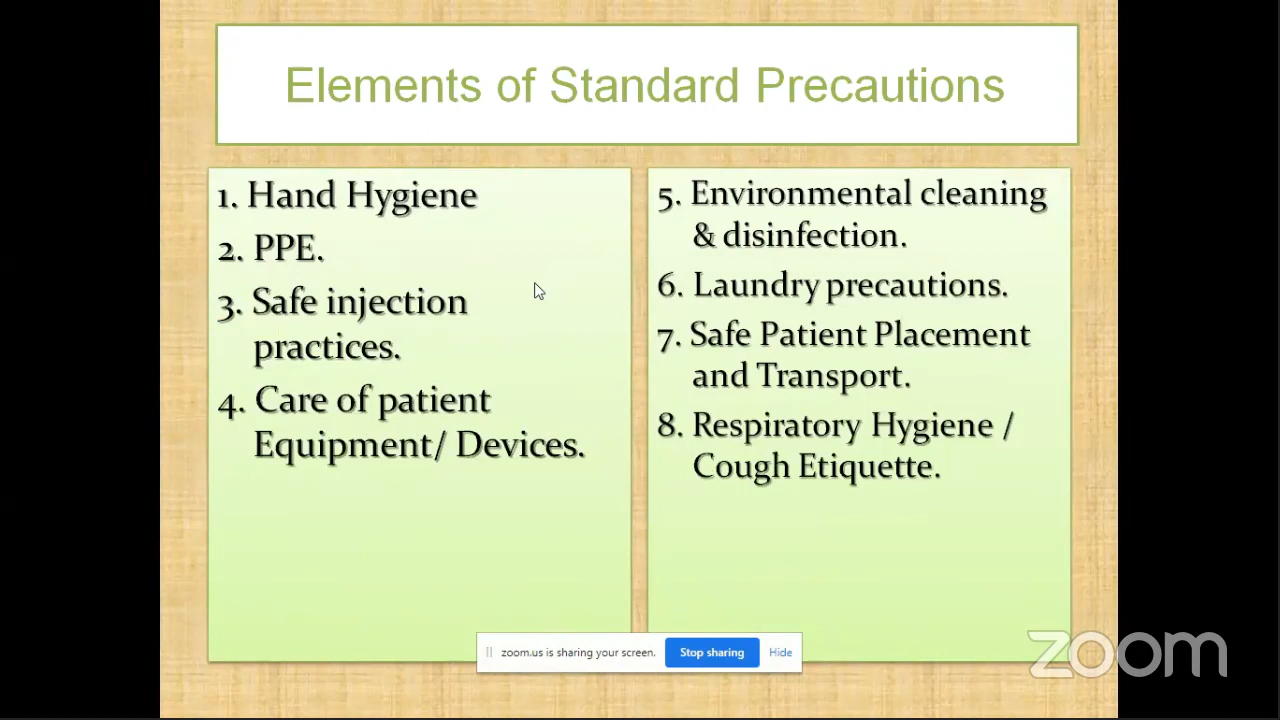 Elements of Standard Precautions
1. Hand Hygiene
2. PPE.
3. Safe injection
practices.
4. Care of patient
Equipment/ Devices.
5. Environmental cleaning
& disinfection.
6. Laundry precautions.
7. Safe Patient Placement
and Transport.
8. Respiratory Hygiene /
Cough Etiquette.
zoom.us is sharing your screen. Stop sharing Hide
zoom